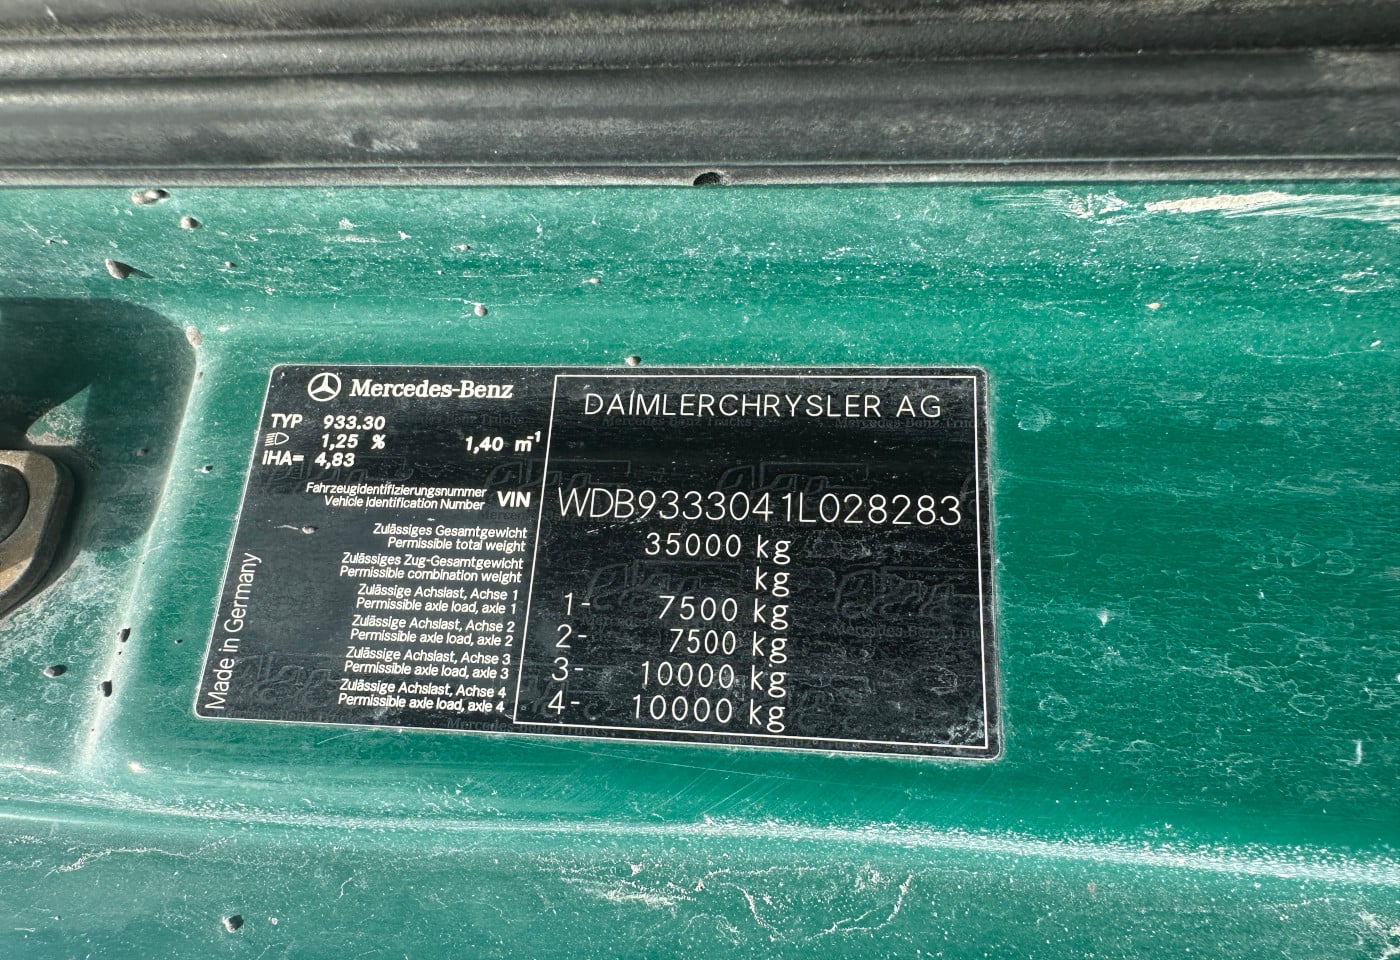 Mercedes-Benz
DAIMLERCHRYSLER AG
TYP 933.30
1,25 % 1,40 m-1
iHA= 4,83
Fahrzeugidentifizierungsnummer
Vehicle Identification Number
VIN WDB9333041L028283
Zulässiges Gesamtgewicht
Permissible total weight
35000 kg
Zulässiges Zug-Gesamtgewicht
Permissible combination weight
kg
Zulässige Achslast, Achse 1
Permissible axle load, axle 1
1- 7500 kg
Zulässige Achslast, Achse 2
Permissible axle load, axle 2
2- 7500 kg
Zulässige Achslast, Achse 3
Permissible axle load, axle 3
3- 10000 kg
Zulässige Achslast, Achse 4
Permissible axle load, axle 4
4- 10000 kg
Made in Germany